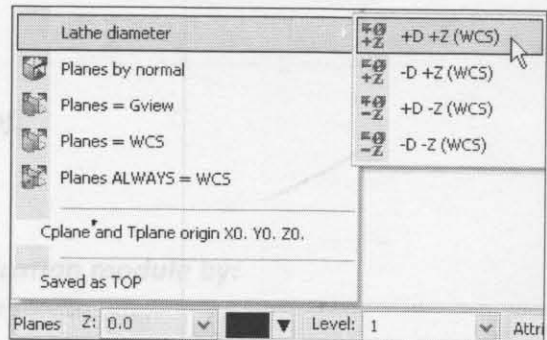 Lathe diameter
+D +Z (WCS)
-D +Z (WCS)
+D -Z (WCS)
-D -Z (WCS)
Planes by normal
Planes = Gview
Planes = WCS
Planes ALWAYS = WCS
Cplane and Tplane origin X0. Y0. Z0.
Saved as TOP
Planes Z: 0.0 Level: 1 Attri